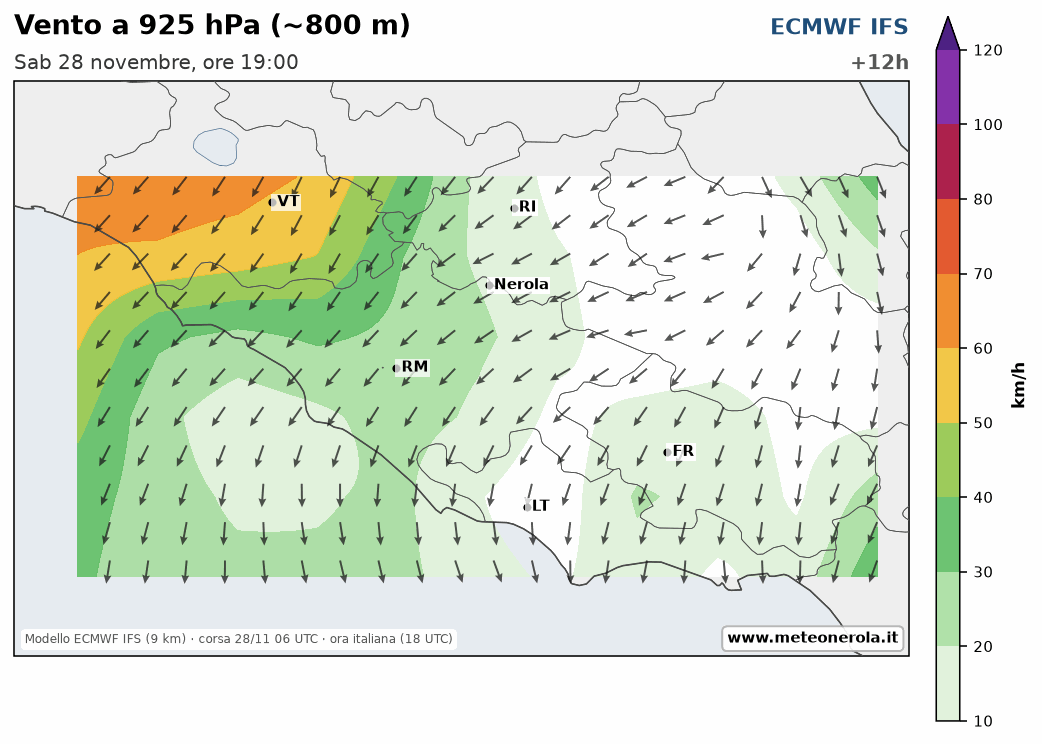 Vento a 925 hPa (~800 m)
ECMWF IFS
Sab 28 novembre, ore 19:00
+12h
VT
RI
Nerola
RM
FR
LT
120
100
80
70
60
50
40
30
20
10
km/h
Modello ECMWF IFS (9 km) · corsa 28/11 06 UTC · ora italiana (18 UTC)
www.meteonerola.it